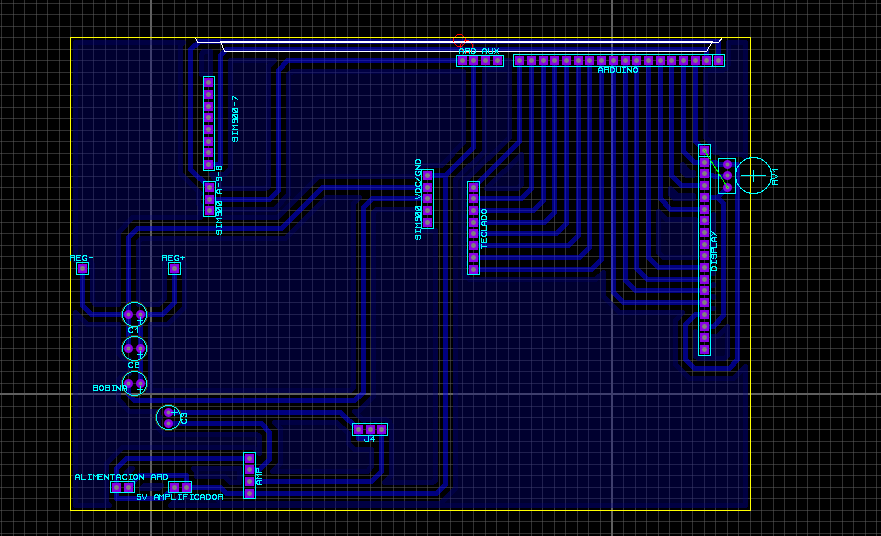 ARD AUX
ARDUINO
SIM900-7
SIM900 A-S-8
SIM900 VDC/GND
TECLADO
RV1
DISPLAY
REG-
REG+
C1
C2
BOBINA
C3
J4
AMP
ALIMENTACION ARD
5V AMPLIFICADOR